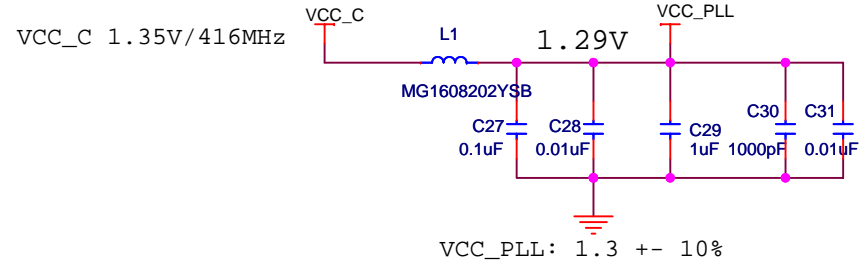 VCC_C
VCC_PLL
VCC_C 1.35V/416MHz
L1
1.29V
MG1608202YSB
C27
0.1uF
C28
0.01uF
C29
1uF
C30
1000pF
C31
0.01uF
VCC_PLL: 1.3 +- 10%